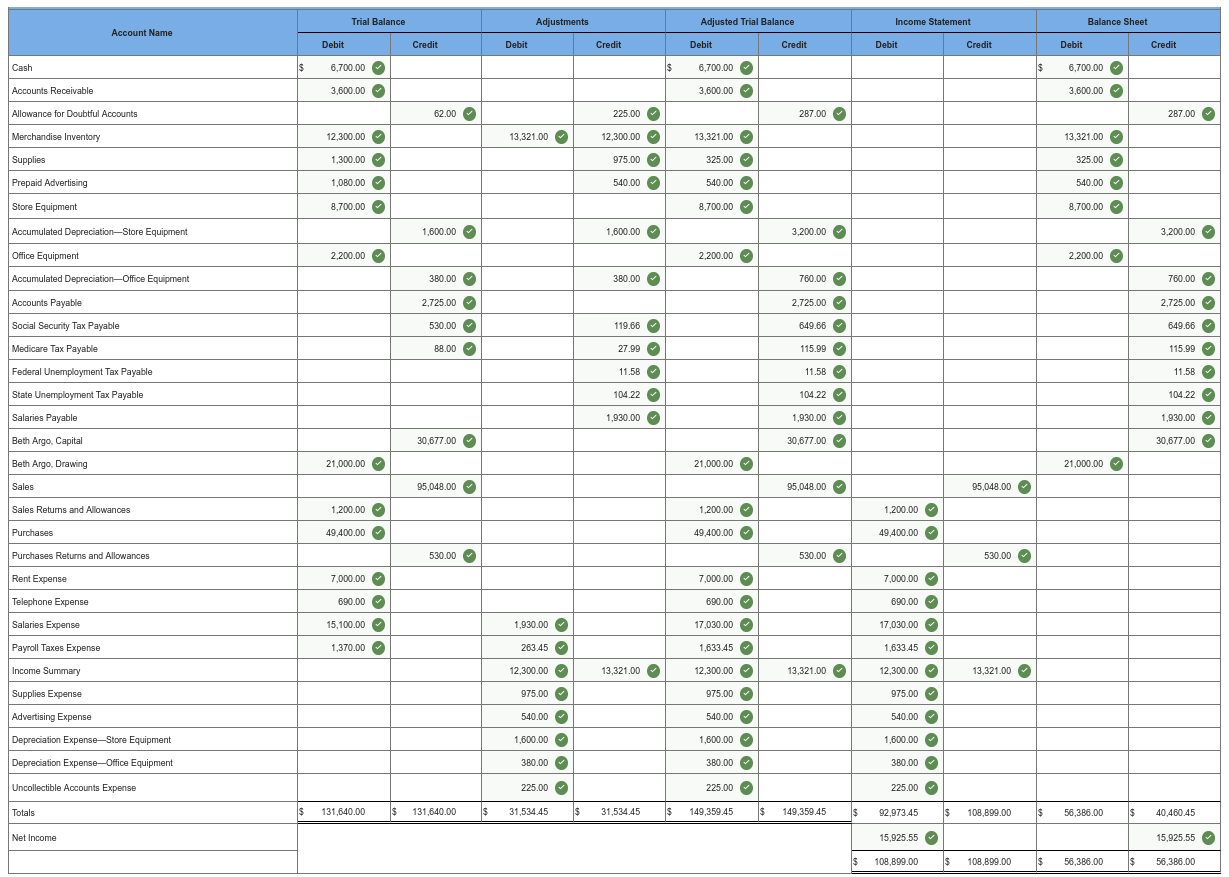 Account Name Trial Balance Adjustments Adjusted Trial Balance Income Statement Balance Sheet
Debit Credit Debit Credit Debit Credit Debit Credit Debit Credit
Cash $ 6,700.00 $ 6,700.00 $ 6,700.00
Accounts Receivable 3,600.00 3,600.00 3,600.00
Allowance for Doubtful Accounts 62.00 225.00 287.00 287.00
Merchandise Inventory 12,300.00 13,321.00 12,300.00 13,321.00 13,321.00
Supplies 1,300.00 975.00 325.00 325.00
Prepaid Advertising 1,080.00 540.00 540.00 540.00
Store Equipment 8,700.00 8,700.00 8,700.00
Accumulated Depreciation—Store Equipment 1,600.00 1,600.00 3,200.00 3,200.00
Office Equipment 2,200.00 2,200.00 2,200.00
Accumulated Depreciation—Office Equipment 380.00 380.00 760.00 760.00
Accounts Payable 2,725.00 2,725.00 2,725.00
Social Security Tax Payable 530.00 119.66 649.66 649.66
Medicare Tax Payable 88.00 27.99 115.99 115.99
Federal Unemployment Tax Payable 11.58 11.58 11.58
State Unemployment Tax Payable 104.22 104.22 104.22
Salaries Payable 1,930.00 1,930.00 1,930.00
Beth Argo, Capital 30,677.00 30,677.00 30,677.00
Beth Argo, Drawing 21,000.00 21,000.00 21,000.00
Sales 95,048.00 95,048.00 95,048.00
Sales Returns and Allowances 1,200.00 1,200.00 1,200.00
Purchases 49,400.00 49,400.00 49,400.00
Purchases Returns and Allowances 530.00 530.00 530.00
Rent Expense 7,000.00 7,000.00 7,000.00
Telephone Expense 690.00 690.00 690.00
Salaries Expense 15,100.00 1,930.00 17,030.00 17,030.00
Payroll Taxes Expense 1,370.00 263.45 1,633.45 1,633.45
Income Summary 12,300.00 13,321.00 12,300.00 13,321.00 12,300.00 13,321.00
Supplies Expense 975.00 975.00 975.00
Advertising Expense 540.00 540.00 540.00
Depreciation Expense—Store Equipment 1,600.00 1,600.00 1,600.00
Depreciation Expense—Office Equipment 380.00 380.00 380.00
Uncollectible Accounts Expense 225.00 225.00 225.00
Totals $ 131,640.00 $ 131,640.00 $ 31,534.45 $ 31,534.45 $ 149,359.45 $ 149,359.45 $ 92,973.45 $ 108,899.00 $ 56,386.00 $ 40,460.45
Net Income 15,925.55 15,925.55
$ 108,899.00 $ 108,899.00 $ 56,386.00 $ 56,386.00